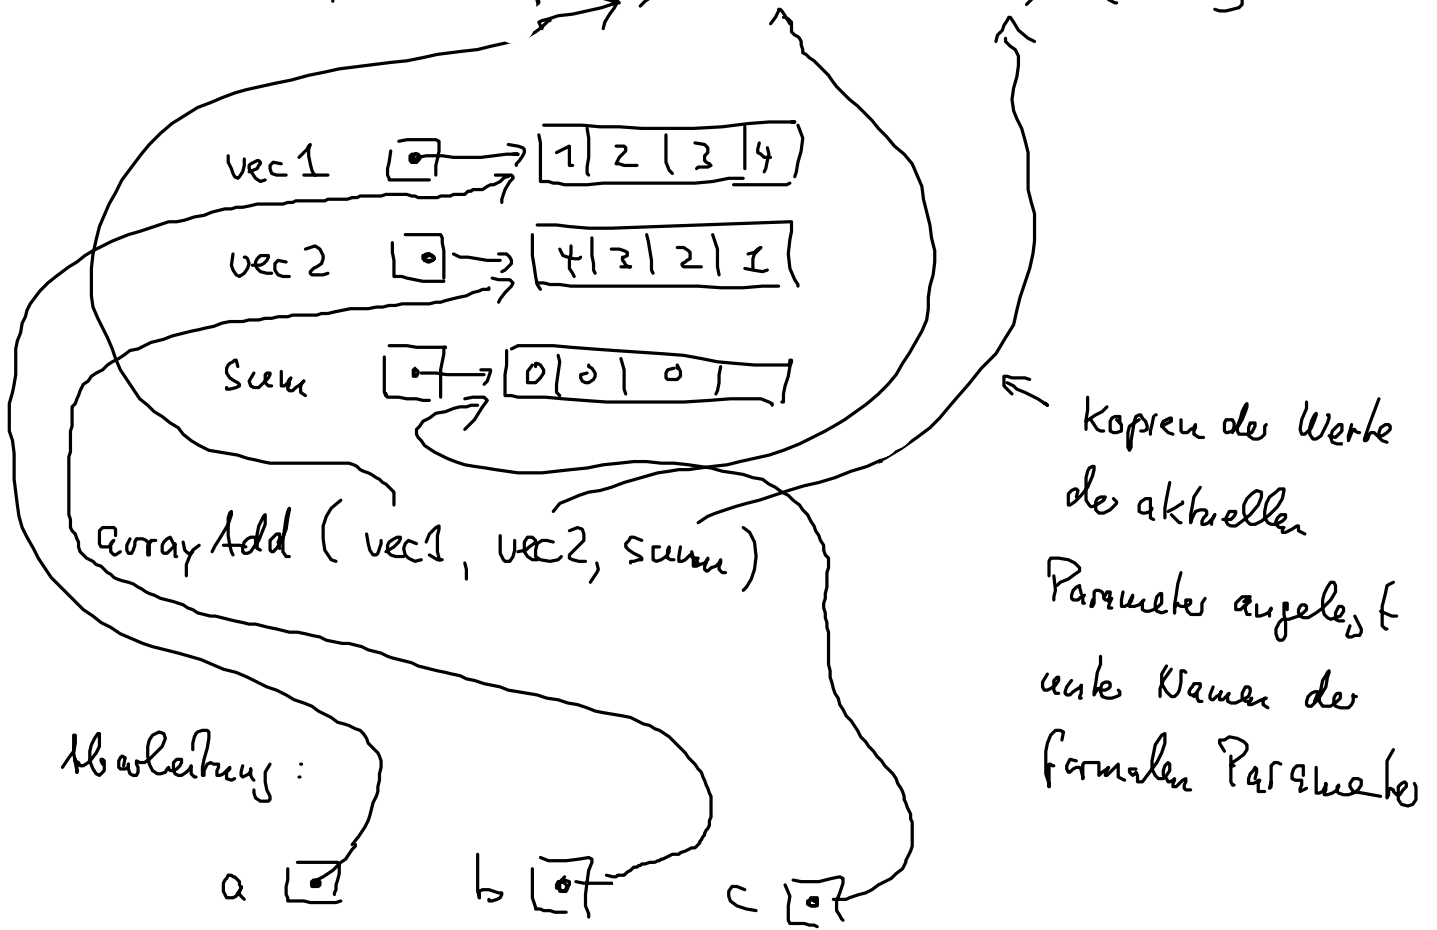 vec1 1 2 3 4
vec2 4 3 2 1
sum 0 0 0
arrayAdd (vec1, vec2, sum)
Kopien der Werte
der aktuellen
Parameter angelegt
unter Namen der
formalen Parameter
Abarbeitung:
a b c